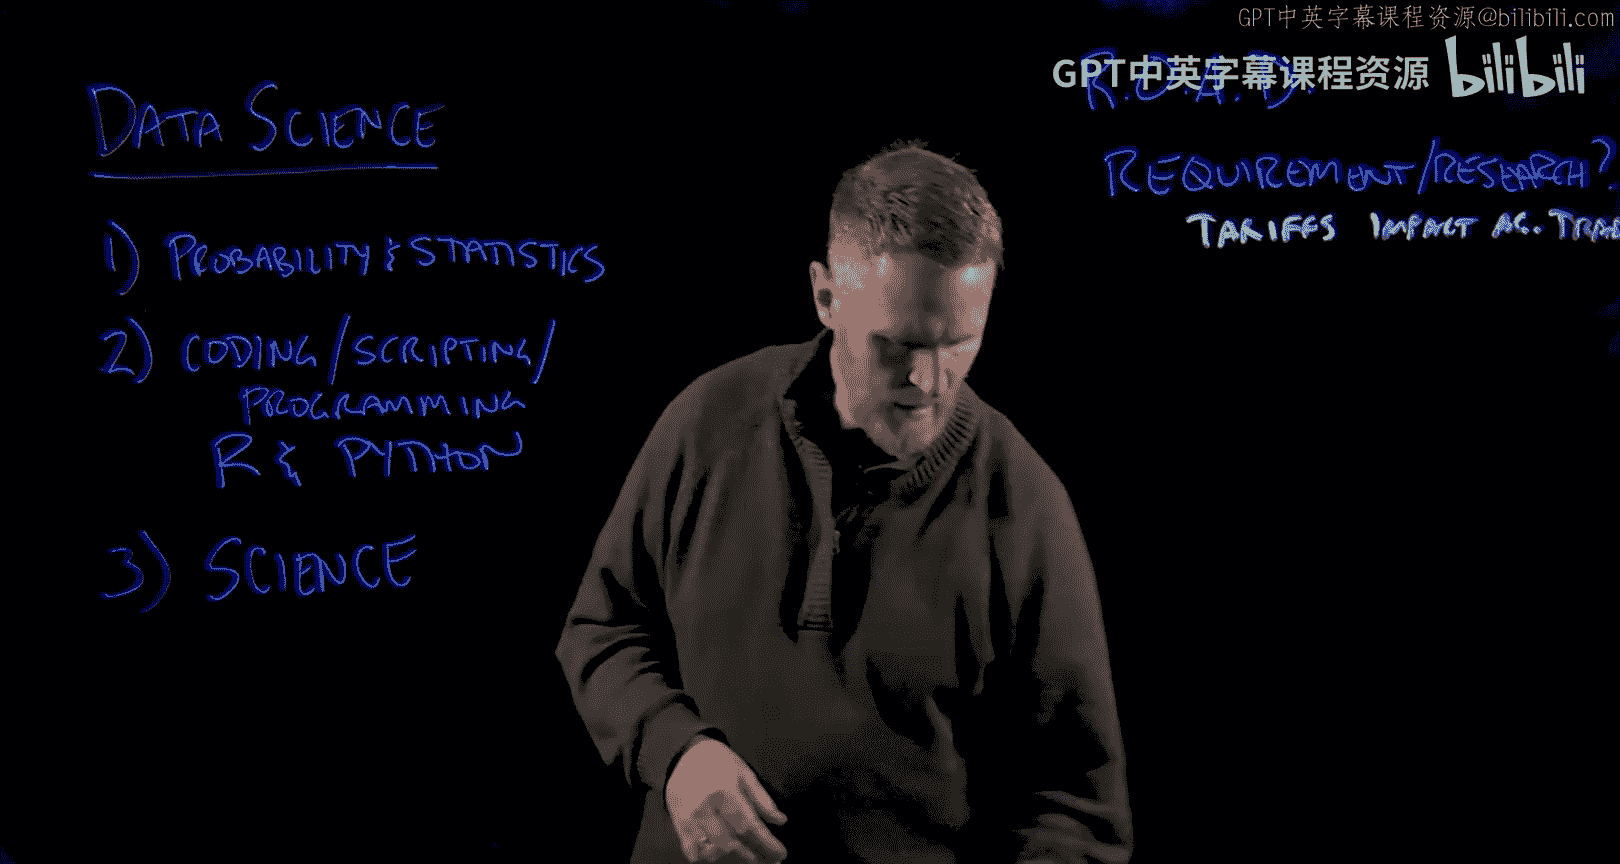 GPT中英字幕课程资源@bilibili.com
GPT中英字幕课程资源 bilibili
R.O.A.D.
DATA SCIENCE
REQUIREMENT/RESEARCH?
TARIFFS IMPACT AG. TRAD
1) PROBABILITY & STATISTICS
2) CODING/SCRIPTING/
PROGRAMMING
R & PYTHON
3) SCIENCE